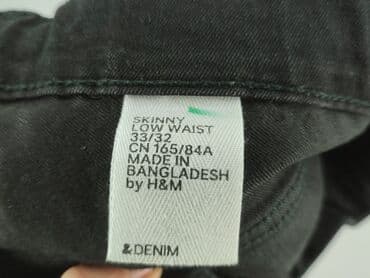 SKINNY
LOW WAIST
33/32
CN 165/84A
MADE IN
BANGLADESH
by H&M
&DENIM